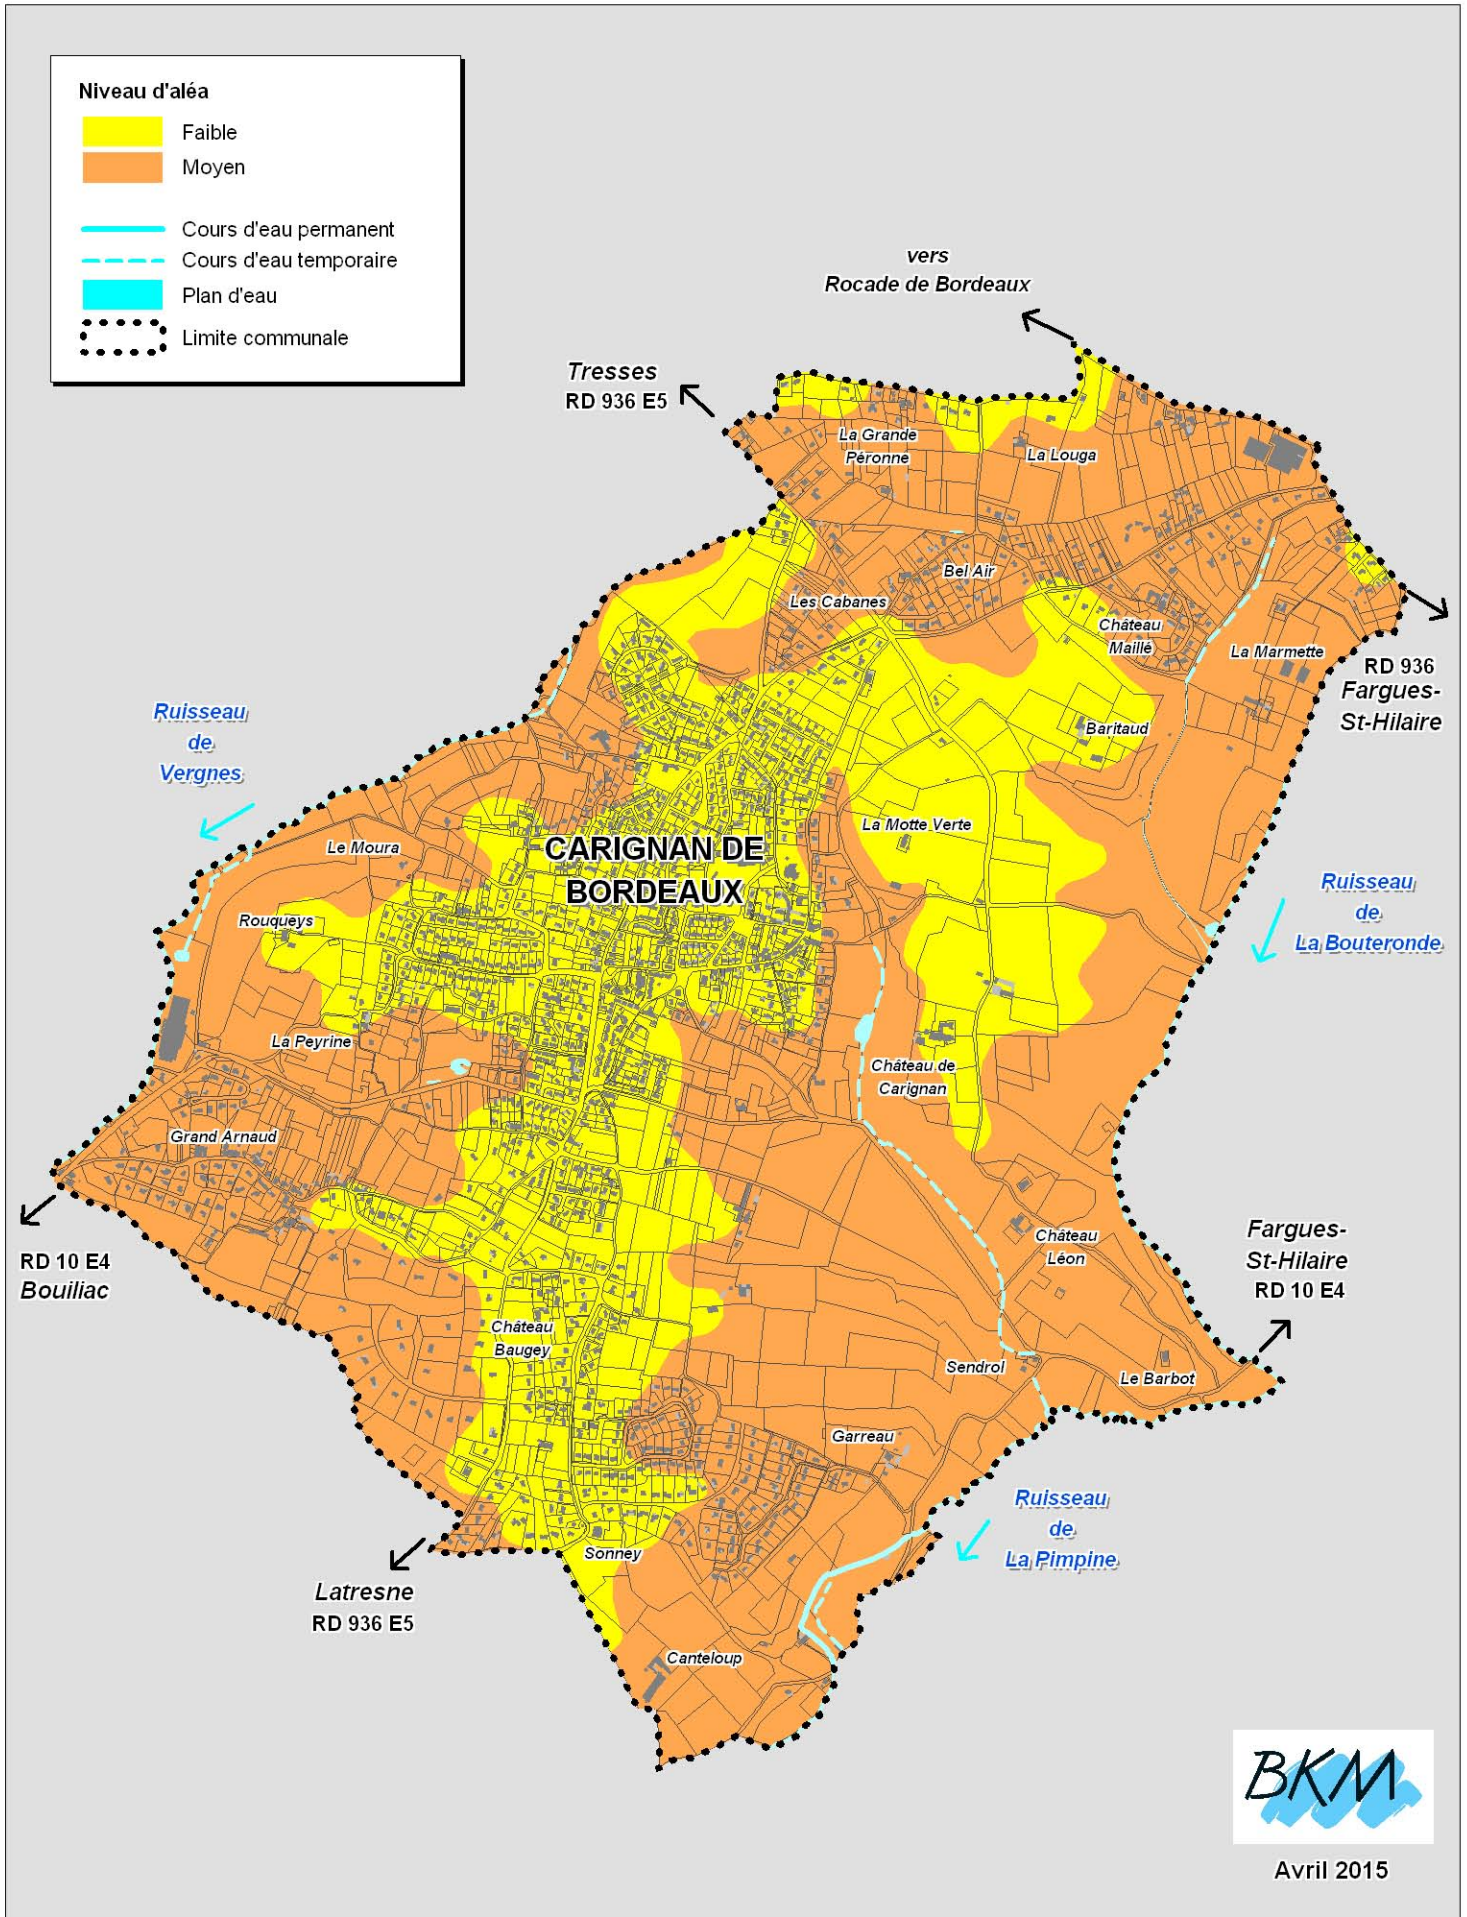 Niveau d'aléa
Faible
Moyen
Cours d'eau permanent
Cours d'eau temporaire
Plan d'eau
Limite communale
vers
Rocade de Bordeaux
Tresses
RD 936 E5
La Grande
Péronne
La Louga
Bel Air
Les Cabanes
Château
Maillé
La Marmette
RD 936
Fargues-
St-Hilaire
Ruisseau
de
Vergnes
Baritaud
La Motte Verte
Le Moura
CARIGNAN DE
BORDEAUX
Rouqueys
Ruisseau
de
La Bouteronde
La Peyrine
Château de
Carignan
Grand Arnaud
RD 10 E4
Bouiliac
Château
Léon
Fargues-
St-Hilaire
RD 10 E4
Château
Baugey
Sendrol
Le Barbot
Garreau
Ruisseau
de
La Pimpine
Sonney
Latresne
RD 936 E5
Canteloup
BKM
Avril 2015